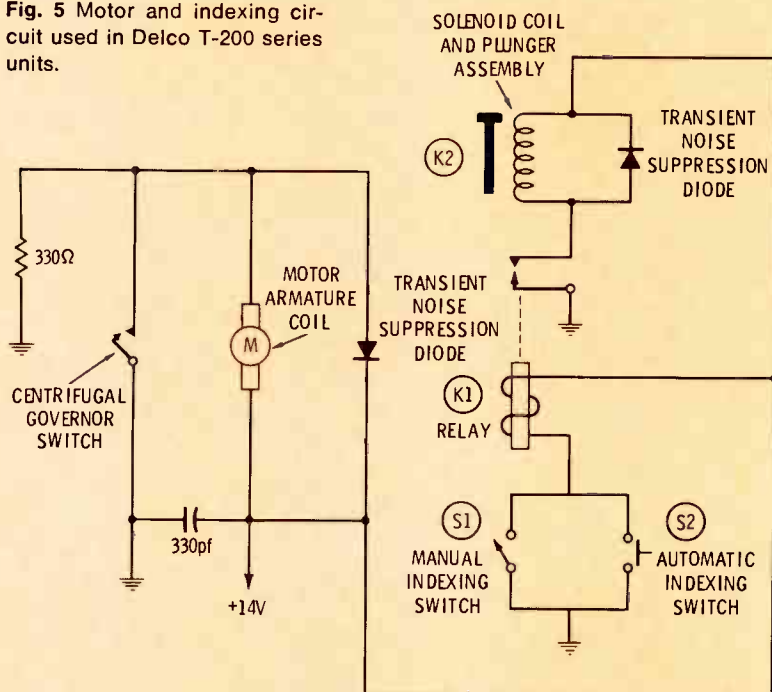 Fig. 5 Motor and indexing cir-
cuit used in Delco T-200 series
units.
SOLENOID COIL
AND PLUNGER
ASSEMBLY
K2
TRANSIENT
NOISE
SUPPRESSION
DIODE
330Ω
MOTOR
ARMATURE
COIL
M
TRANSIENT
NOISE
SUPPRESSION
DIODE
CENTRIFUGAL
GOVERNOR
SWITCH
K1
RELAY
330pf
+14V
S1
MANUAL
INDEXING
SWITCH
S2
AUTOMATIC
INDEXING
SWITCH